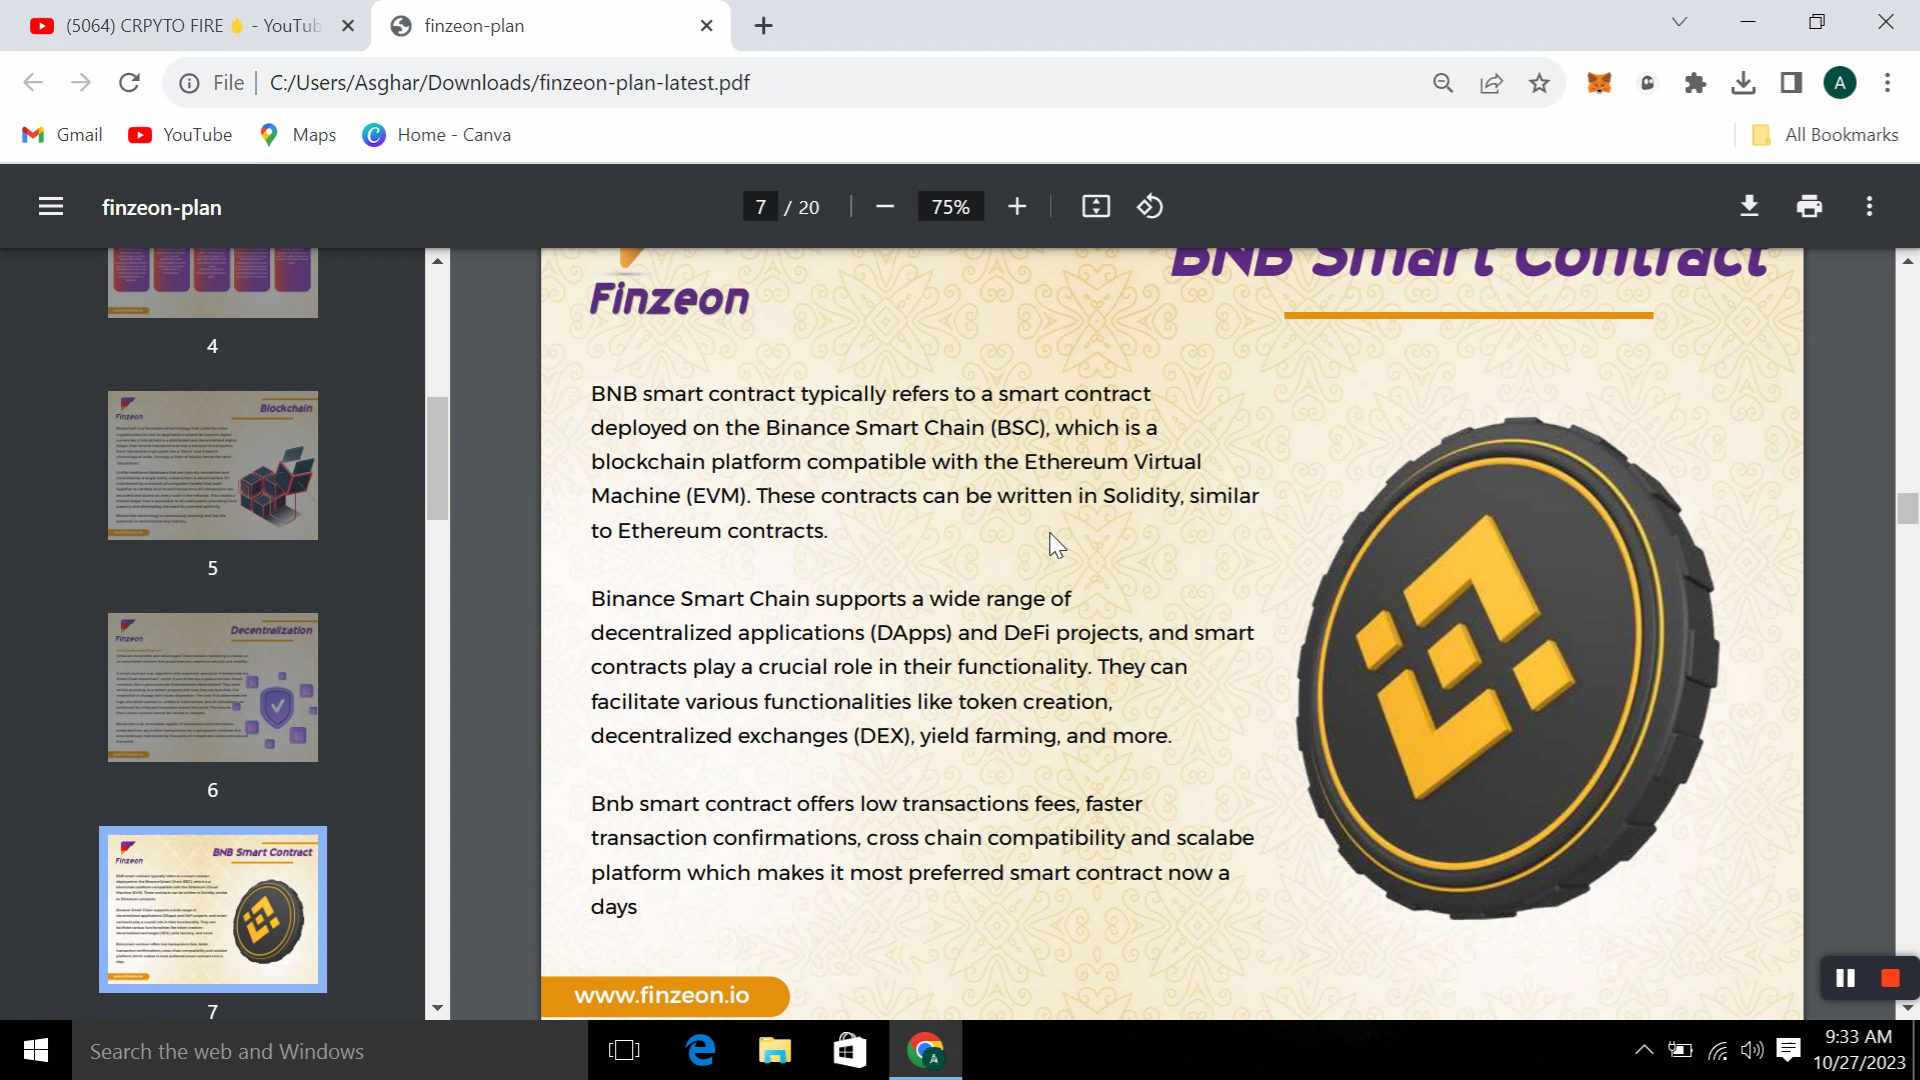 (5064) CRPYTO FIRE - YouTub
finzeon-plan
File
C:/Users/Asghar/Downloads/finzeon-plan-latest.pdf
A
Gmail
YouTube
Maps
Home - Canva
All Bookmarks
finzeon-plan
7 / 20
75%
4
Finzeon
Blockchain
5
Finzeon
Decentralization
6
Finzeon
BNB Smart Contract
7
Finzeon
BNB Smart Contract
BNB smart contract typically refers to a smart contract
deployed on the Binance Smart Chain (BSC), which is a
blockchain platform compatible with the Ethereum Virtual
Machine (EVM). These contracts can be written in Solidity, similar
to Ethereum contracts.
Binance Smart Chain supports a wide range of
decentralized applications (DApps) and DeFi projects, and smart
contracts play a crucial role in their functionality. They can
facilitate various functionalities like token creation,
decentralized exchanges (DEX), yield farming, and more.
Bnb smart contract offers low transactions fees, faster
transaction confirmations, cross chain compatibility and scalabe
platform which makes it most preferred smart contract now a
days
www.finzeon.io
Search the web and Windows
9:33 AM
10/27/2023